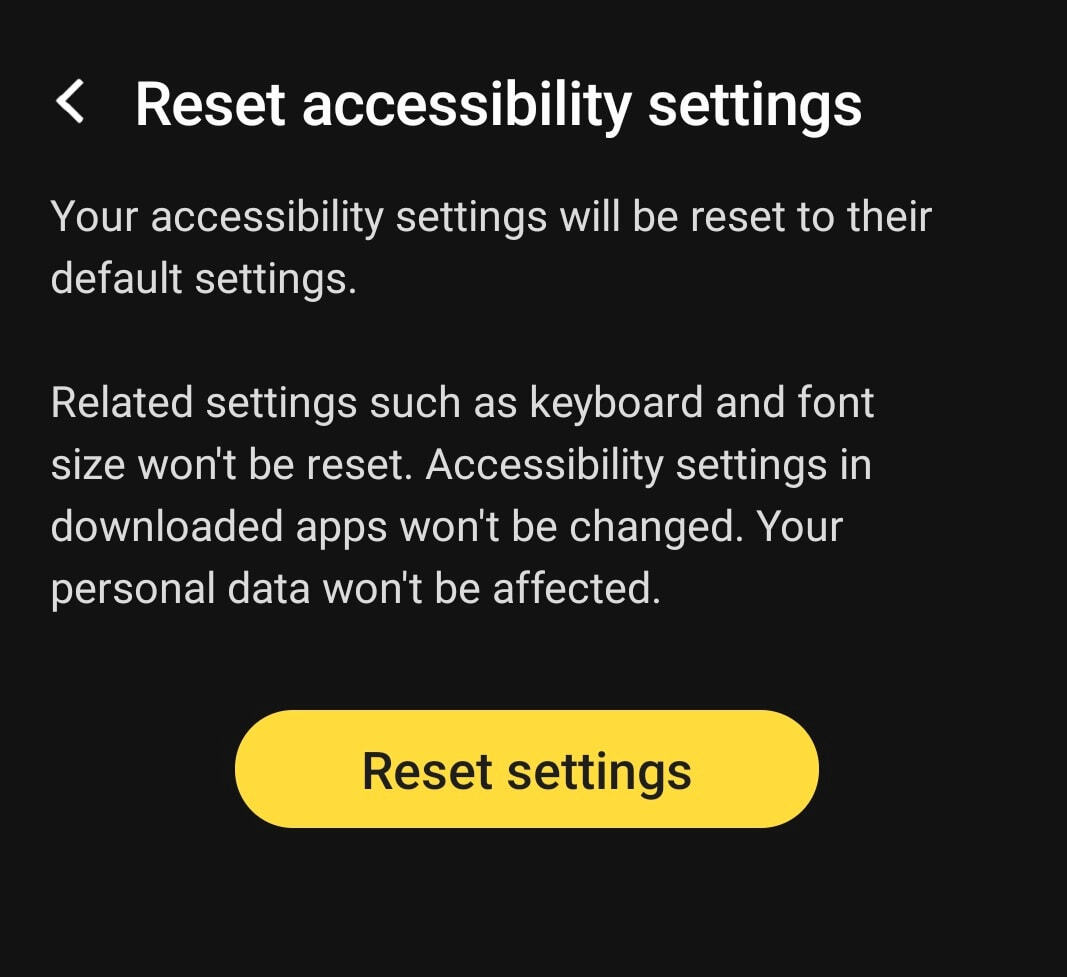 Reset accessibility settings
Your accessibility settings will be reset to their
default settings.
Related settings such as keyboard and font
size won't be reset. Accessibility settings in
downloaded apps won't be changed. Your
personal data won't be affected.
Reset settings